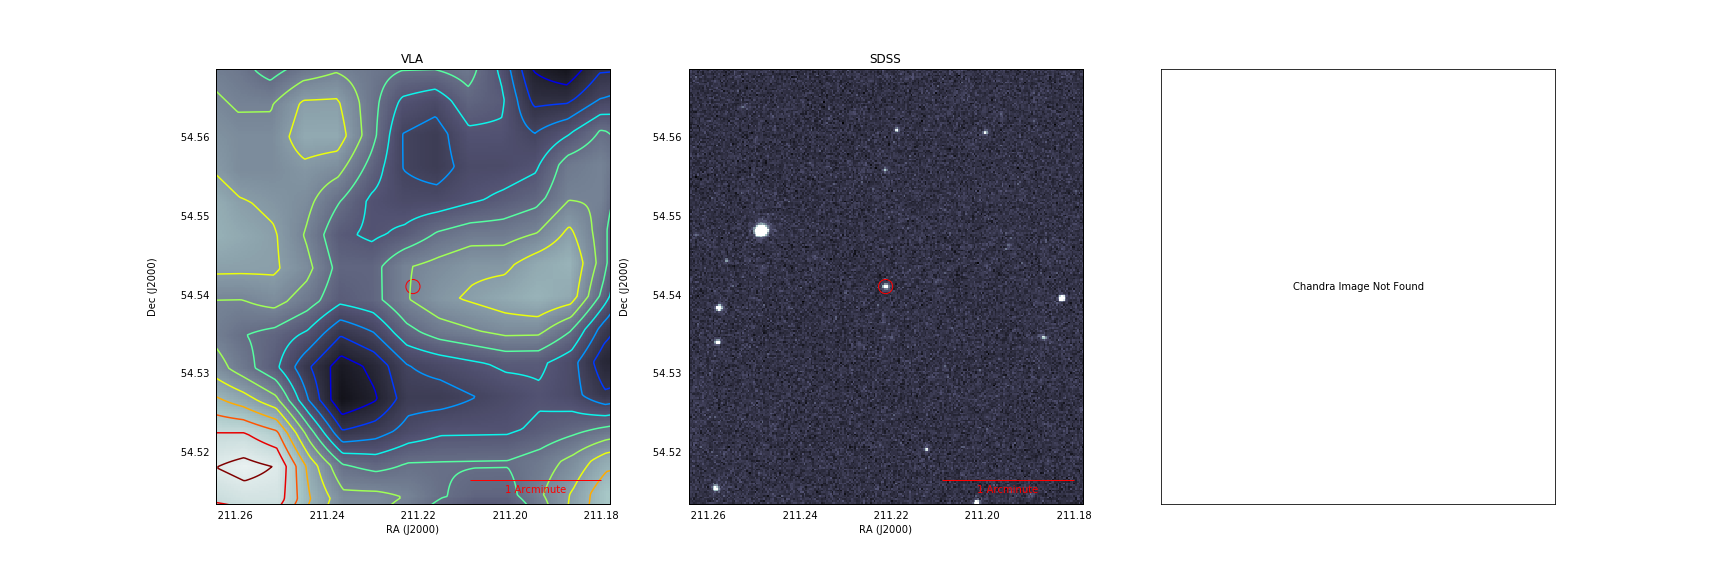 VLA
54.56
54.55
54.54
54.53
54.52
Dec (J2000)
211.26 211.24 211.22 211.20 211.18
RA (J2000)
1 Arcminute
SDSS
54.56
54.55
54.54
54.53
54.52
Dec (J2000)
211.26 211.24 211.22 211.20 211.18
RA (J2000)
1 Arcminute
Chandra Image Not Found